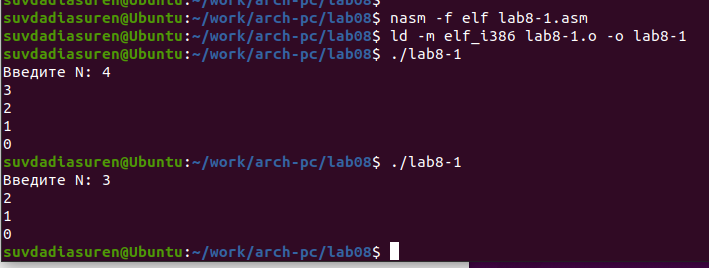 suvdadiasuren@Ubuntu:~/work/arch-pc/lab08$ nasm -f elf lab8-1.asm
suvdadiasuren@Ubuntu:~/work/arch-pc/lab08$ ld -m elf_i386 lab8-1.o -o lab8-1
suvdadiasuren@Ubuntu:~/work/arch-pc/lab08$ ./lab8-1
Введите N: 4
3
2
1
0
suvdadiasuren@Ubuntu:~/work/arch-pc/lab08$ ./lab8-1
Введите N: 3
2
1
0
suvdadiasuren@Ubuntu:~/work/arch-pc/lab08$